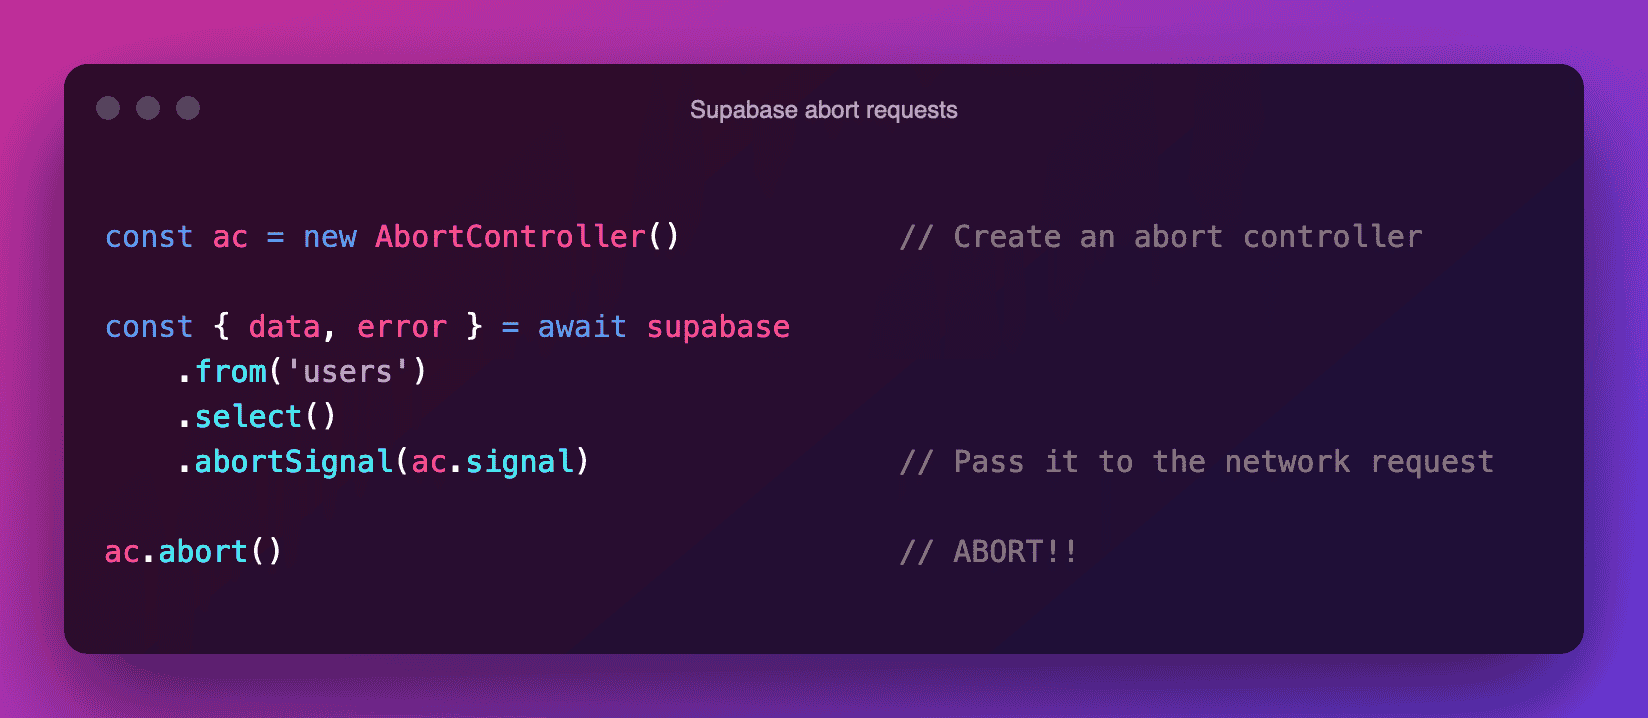 Supabase abort requests
const ac = new AbortController() // Create an abort controller
const { data, error } = await supabase
.from('users')
.select()
.abortSignal(ac.signal) // Pass it to the network request
ac.abort() // ABORT!!